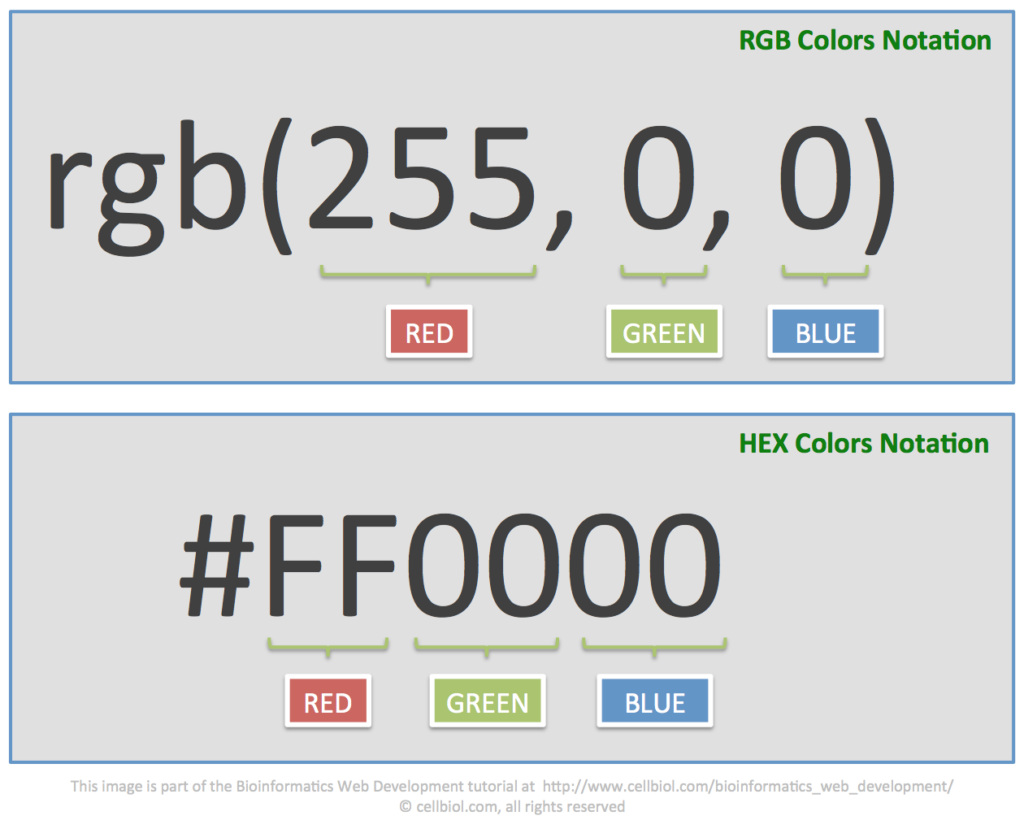 RGB Colors Notation
rgb(255, 0, 0)
RED GREEN BLUE
HEX Colors Notation
#FF0000
RED GREEN BLUE
This image is part of the Bioinformatics Web Development tutorial at http://www.cellbiol.com/bioinformatics_web_development/
© cellbiol.com, all rights reserved